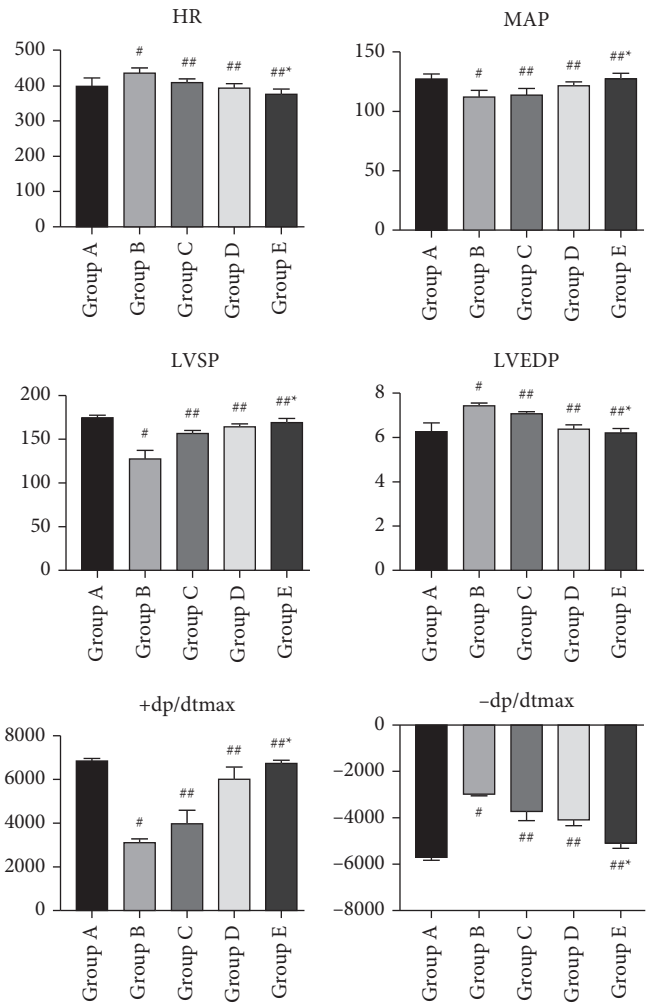 HR
500
400
300
200
100
0
# ## ## ##*
Group A
Group B
Group C
Group D
Group E
MAP
150
100
50
0
# ## ## ##*
Group A
Group B
Group C
Group D
Group E
LVSP
200
150
100
50
0
# ## ## ##*
Group A
Group B
Group C
Group D
Group E
LVEDP
8
6
4
2
0
# ## ## ##*
Group A
Group B
Group C
Group D
Group E
+dp/dtmax
8000
6000
4000
2000
0
# ## ## ##*
Group A
Group B
Group C
Group D
Group E
–dp/dtmax
0
–2000
–4000
–6000
–8000
# ## ## ##*
Group A
Group B
Group C
Group D
Group E